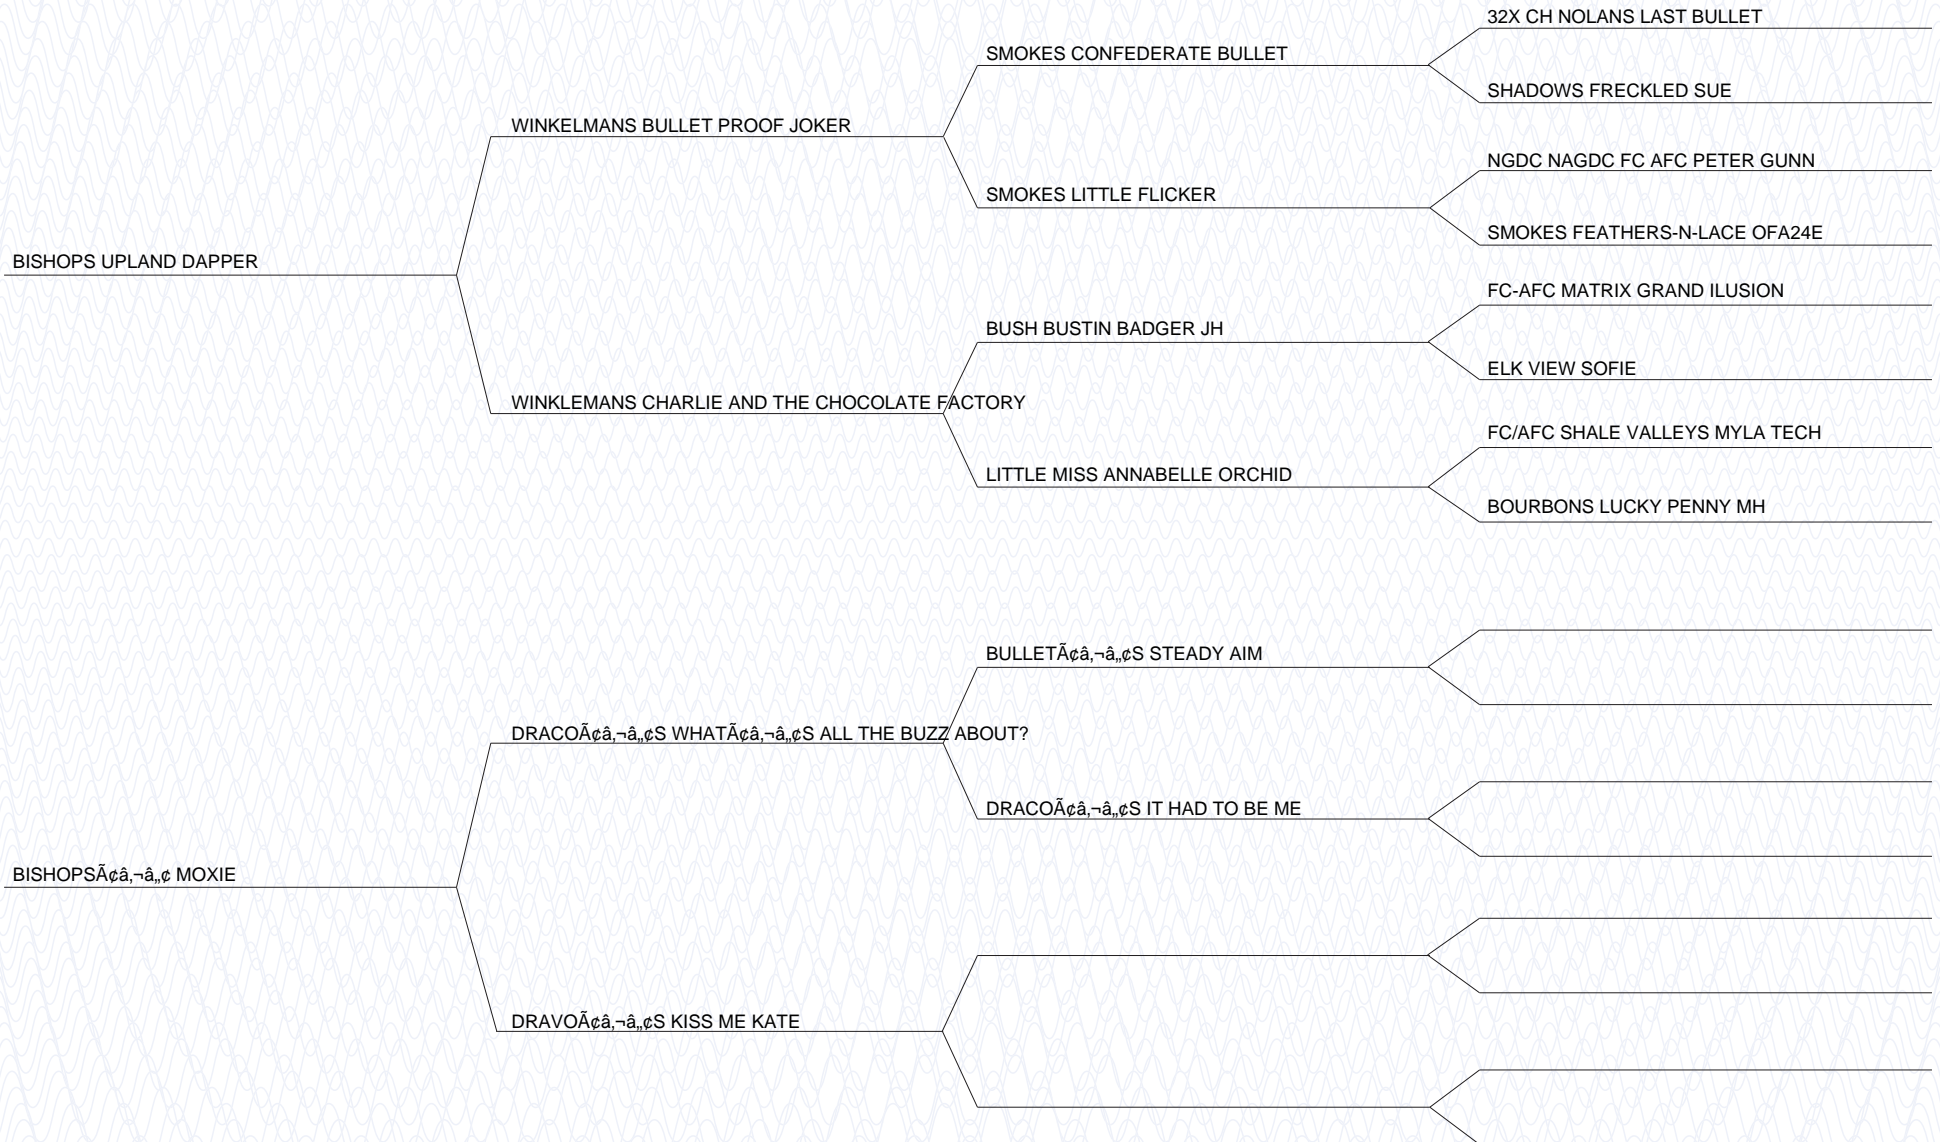 32X CH NOLANS LAST BULLET
SMOKES CONFEDERATE BULLET
SHADOWS FRECKLED SUE
WINKELMANS BULLET PROOF JOKER
NGDC NAGDC FC AFC PETER GUNN
SMOKES LITTLE FLICKER
SMOKES FEATHERS-N-LACE OFA24E
BISHOPS UPLAND DAPPER
FC-AFC MATRIX GRAND ILUSION
BUSH BUSTIN BADGER JH
ELK VIEW SOFIE
WINKLEMANS CHARLIE AND THE CHOCOLATE FACTORY
FC/AFC SHALE VALLEYS MYLA TECH
LITTLE MISS ANNABELLE ORCHID
BOURBONS LUCKY PENNY MH
BULLETÃ¢â‚¬â„¢S STEADY AIM
DRACOÃ¢â‚¬â„¢S WHATÃ¢â‚¬â„¢S ALL THE BUZZ ABOUT?
DRACOÃ¢â‚¬â„¢S IT HAD TO BE ME
BISHOPSÃ¢â‚¬â„¢ MOXIE
DRAVOÃ¢â‚¬â„¢S KISS ME KATE